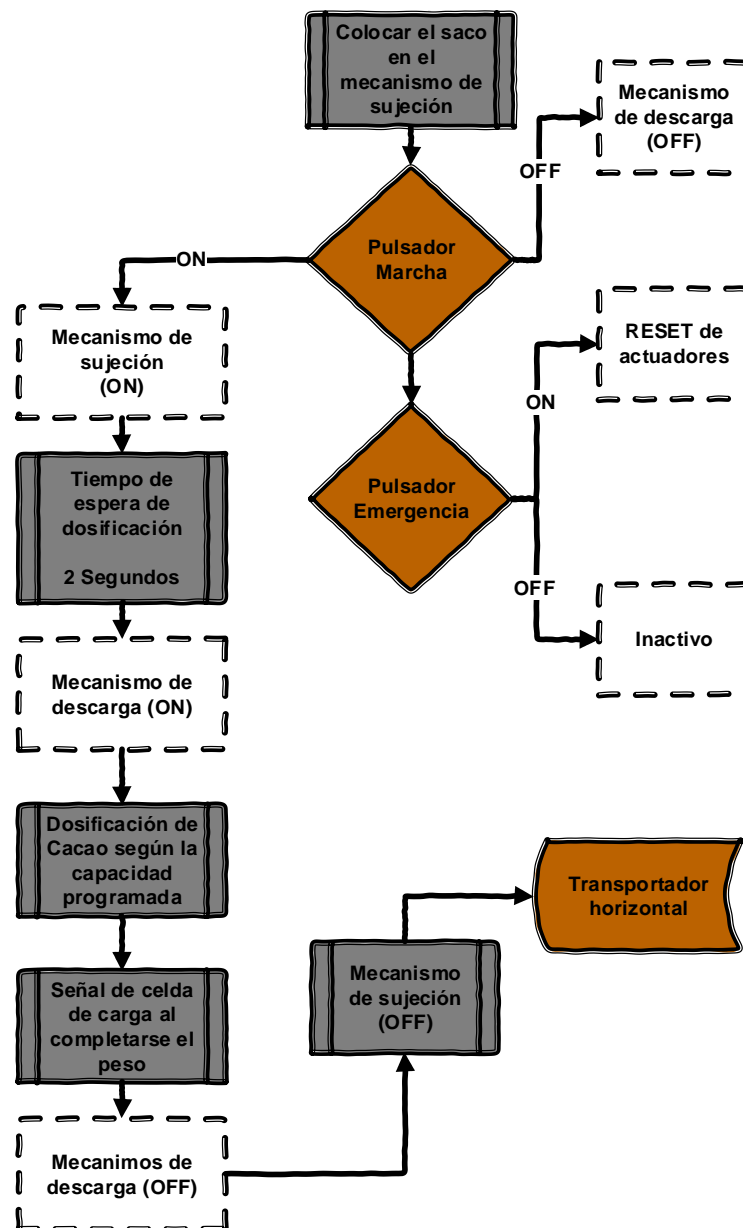 Colocar el saco
en el
mecanismo de
sujeción
Mecanismo
de descarga
(OFF)
OFF
Pulsador
Marcha
ON
Mecanismo de
sujeción
(ON)
RESET de
actuadores
ON
Pulsador
Emergencia
OFF
Inactivo
Tiempo de
espera de
dosificación
2 Segundos
Mecanismo de
descarga (ON)
Dosificación de
Cacao según la
capacidad
programada
Señal de celda
de carga al
completarse el
peso
Mecanimos de
descarga (OFF)
Mecanismo
de sujeción
(OFF)
Transportador
horizontal